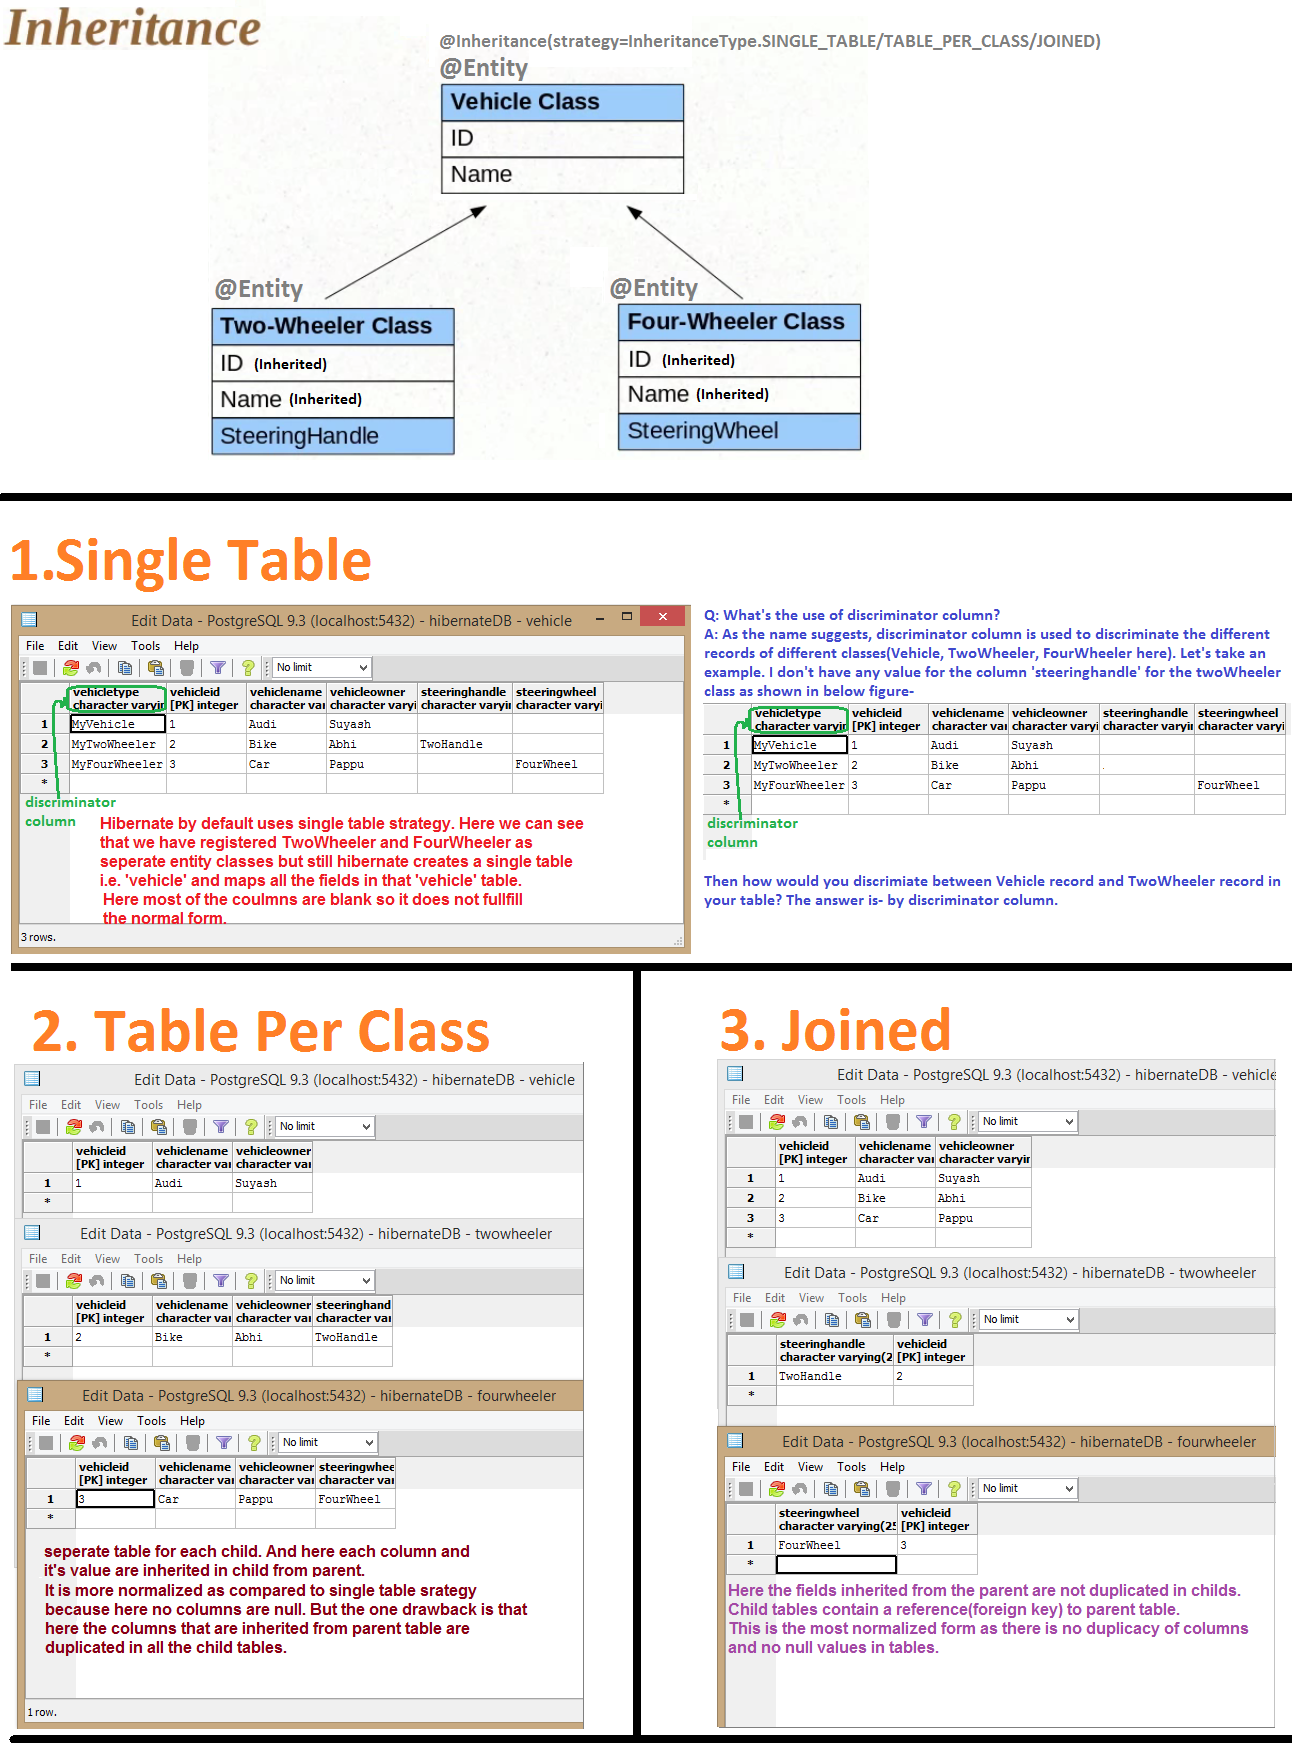 Inheritance
@Inheritance(strategy=InheritanceType.SINGLE_TABLE/TABLE_PER_CLASS/JOINED)
@Entity
Vehicle Class
ID
Name
@Entity
Two-Wheeler Class
ID (Inherited)
Name (Inherited)
SteeringHandle
@Entity
Four-Wheeler Class
ID (Inherited)
Name (Inherited)
SteeringWheel
1.Single Table
Edit Data - PostgreSQL 9.3 (localhost:5432) - hibernateDB - vehicle
File Edit View Tools Help
No limit
vehicletype vehicleid vehiclename vehicleowner steeringhandle steeringwheel
character varyin [PK] integer character var character varyi character varyin character varyi
1 MyVehicle 1 Audi Suyash
2 MyTwoWheeler 2 Bike Abhi TwoHandle
3 MyFourWheeler 3 Car Pappu FourWheel
*
discriminator
column
Hibernate by default uses single table strategy. Here we can see
that we have registered TwoWheeler and FourWheeler as
seperate entity classes but still hibernate creates a single table
i.e. 'vehicle' and maps all the fields in that 'vehicle' table.
Here most of the coulmns are blank so it does not fullfill
the normal form.
3 rows.
Q: What's the use of discriminator column?
A: As the name suggests, discriminator column is used to discriminate the different
records of different classes(Vehicle, TwoWheeler, FourWheeler here). Let's take an
example. I don't have any value for the column 'steeringhandle' for the twoWheeler
class as shown in below figure-
vehicletype vehicleid vehiclename vehicleowner steeringhandle steeringwheel
character varyin [PK] integer character var character varyi character varyin character varyi
1 MyVehicle 1 Audi Suyash
2 MyTwoWheeler 2 Bike Abhi
3 MyFourWheeler 3 Car Pappu FourWheel
*
discriminator
column
Then how would you discrimiate between Vehicle record and TwoWheeler record in
your table? The answer is- by discriminator column.
2. Table Per Class
Edit Data - PostgreSQL 9.3 (localhost:5432) - hibernateDB - vehicle
File Edit View Tools Help
No limit
vehicleid vehiclename vehicleowner
[PK] integer character var character var
1 1 Audi Suyash
*
Edit Data - PostgreSQL 9.3 (localhost:5432) - hibernateDB - twowheeler
File Edit View Tools Help
No limit
vehicleid vehiclename vehicleowner steeringhand
[PK] integer character var character var character var
1 2 Bike Abhi TwoHandle
*
Edit Data - PostgreSQL 9.3 (localhost:5432) - hibernateDB - fourwheeler
File Edit View Tools Help
No limit
vehicleid vehiclename vehicleowner steeringwhee
[PK] integer character var character var character var
1 3 Car Pappu FourWheel
*
seperate table for each child. And here each column and
it's value are inherited in child from parent.
It is more normalized as compared to single table srategy
because here no columns are null. But the one drawback is that
here the columns that are inherited from parent table are
duplicated in all the child tables.
1 row.
3. Joined
Edit Data - PostgreSQL 9.3 (localhost:5432) - hibernateDB - vehicle
File Edit View Tools Help
No limit
vehicleid vehiclename vehicleowner
[PK] integer character var character varyin
1 1 Audi Suyash
2 2 Bike Abhi
3 3 Car Pappu
*
Edit Data - PostgreSQL 9.3 (localhost:5432) - hibernateDB - twowheeler
File Edit View Tools Help
No limit
steeringhandle vehicleid
character varying(2 [PK] integer
1 TwoHandle 2
*
Edit Data - PostgreSQL 9.3 (localhost:5432) - hibernateDB - fourwheeler
File Edit View Tools Help
No limit
steeringwheel vehicleid
character varying(25 [PK] integer
1 FourWheel 3
*
Here the fields inherited from the parent are not duplicated in childs.
Child tables contain a reference(foreign key) to parent table.
This is the most normalized form as there is no duplicacy of columns
and no null values in tables.